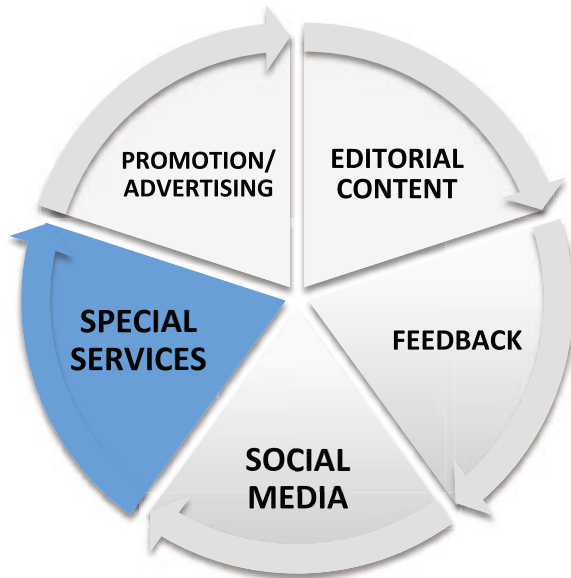 PROMOTION/
ADVERTISING
EDITORIAL
CONTENT
FEEDBACK
SOCIAL
MEDIA
SPECIAL
SERVICES